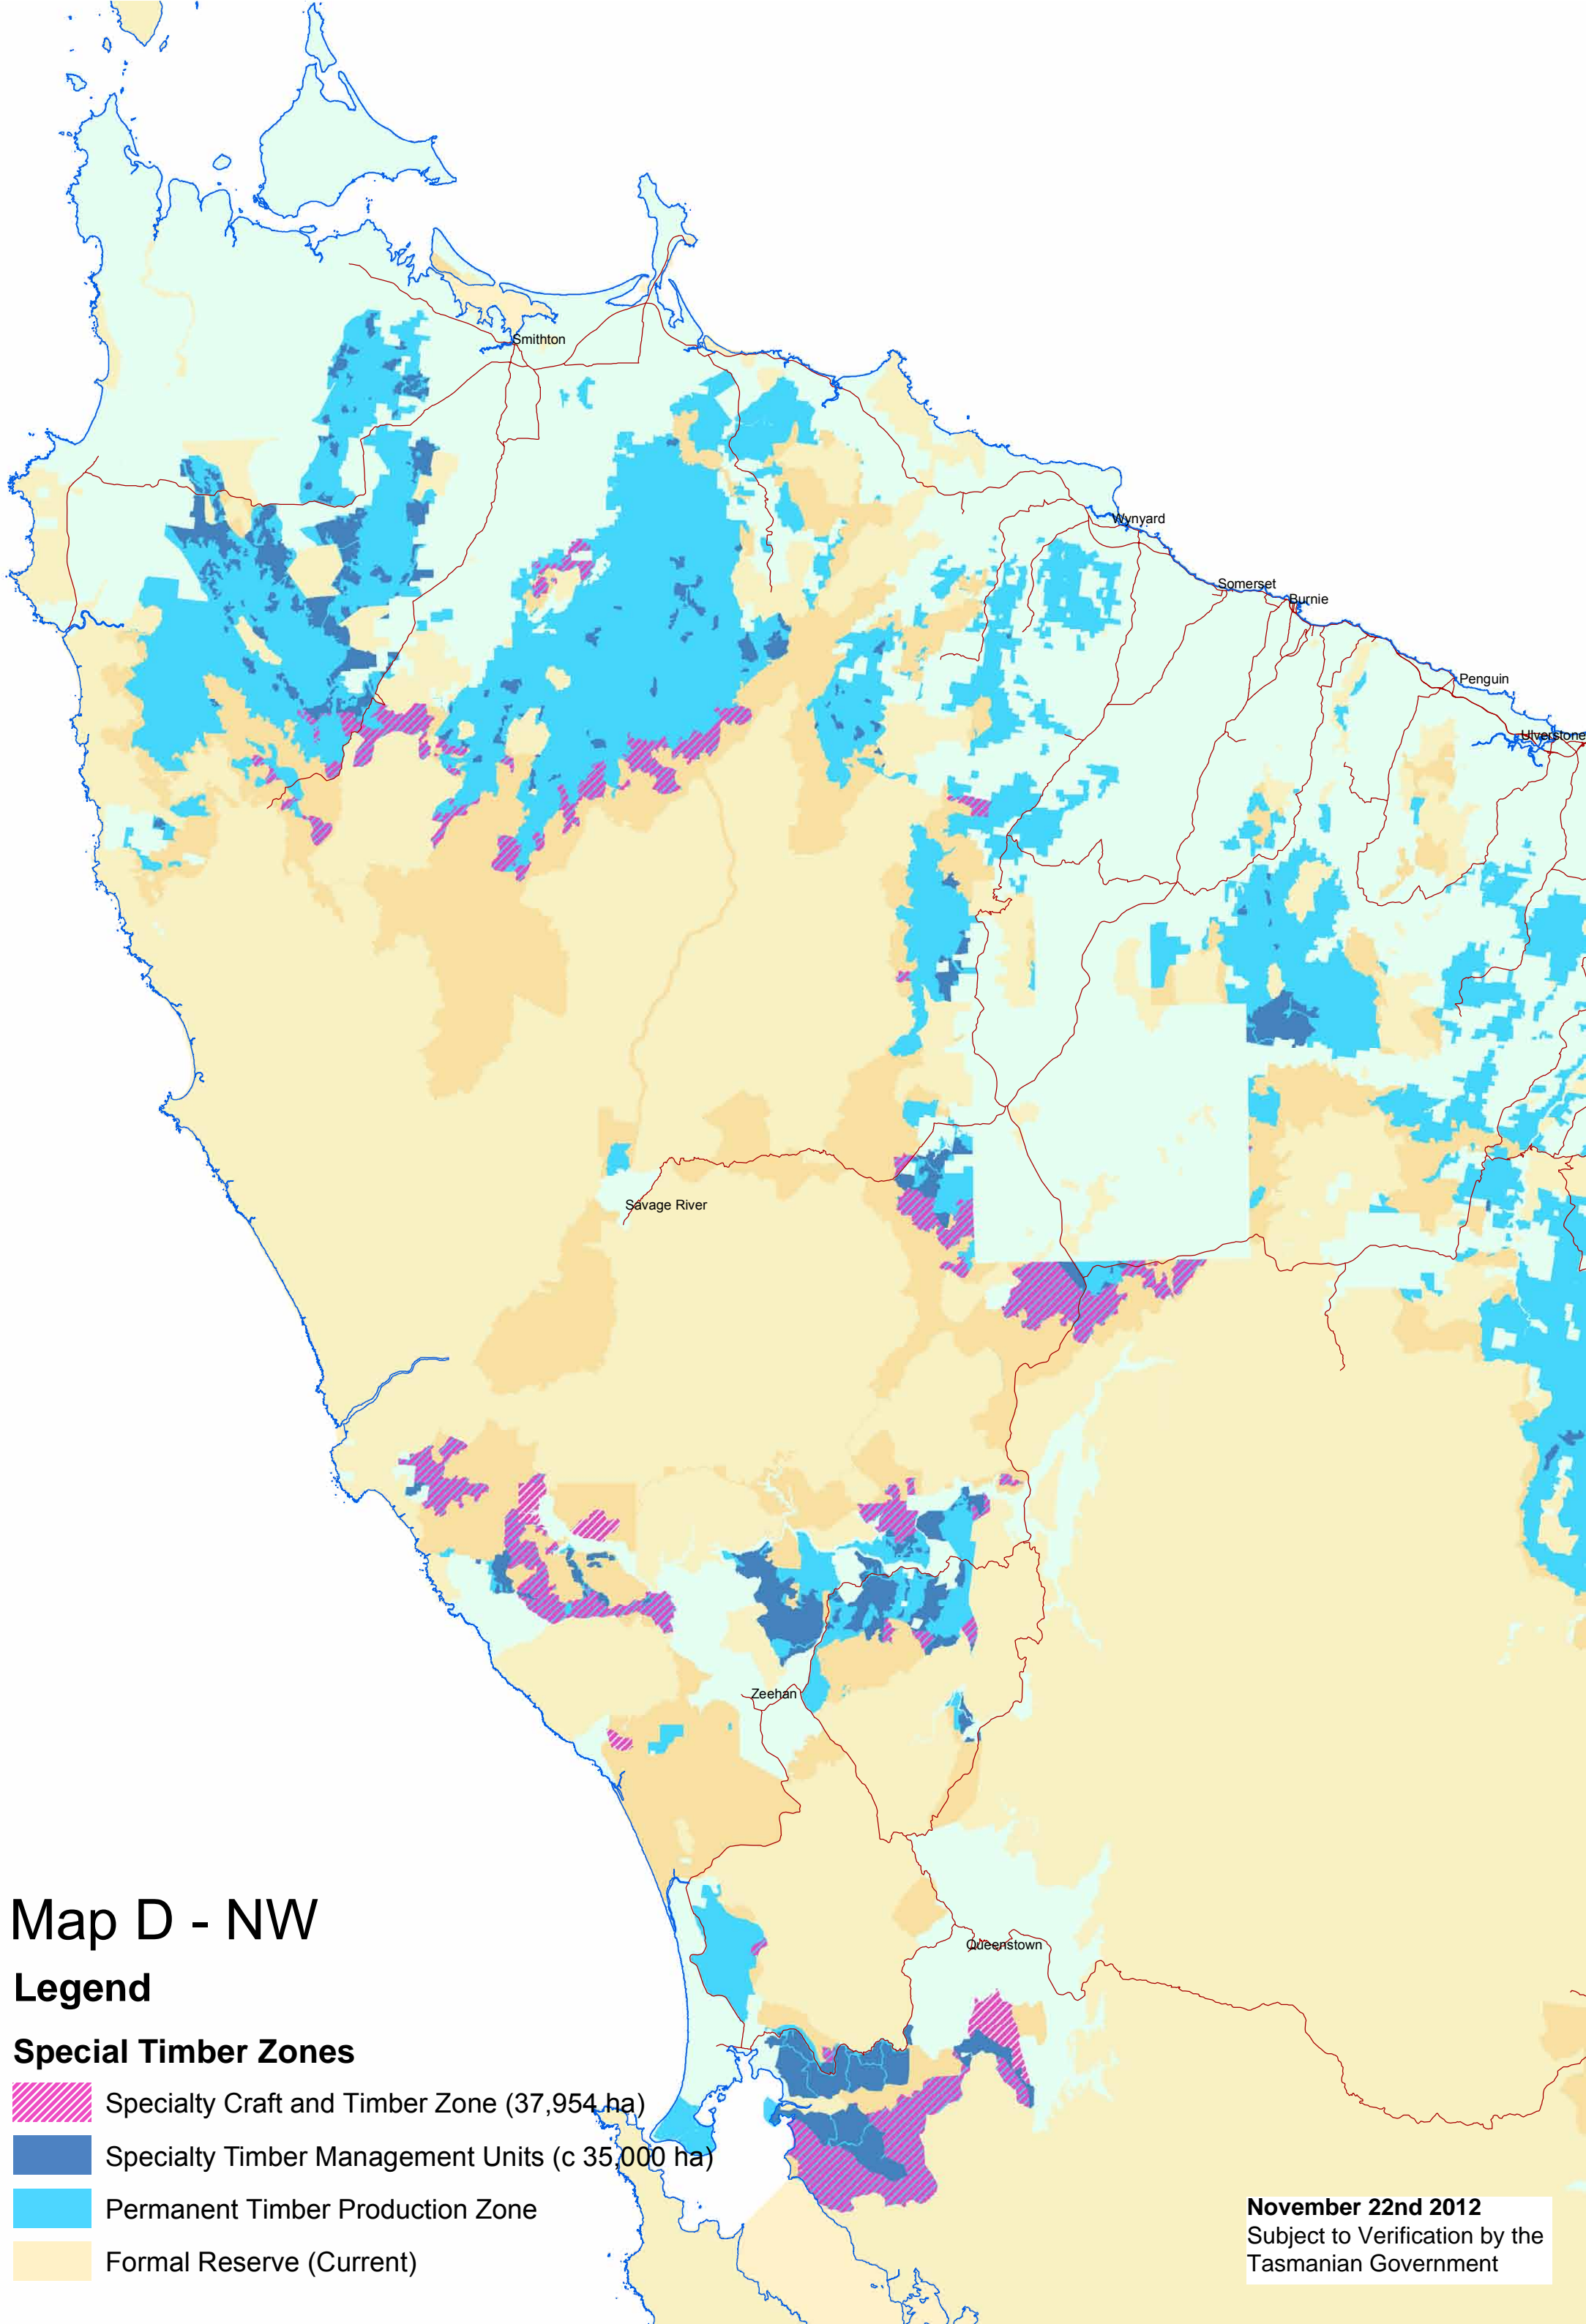 Smithton
Wynyard
Somerset
Burnie
Penguin
Ulverstone
Savage River
Zeehan
Queenstown
Map D - NW
Legend
Special Timber Zones
Specialty Craft and Timber Zone (37,954 ha)
Specialty Timber Management Units (c 35,000 ha)
Permanent Timber Production Zone
Formal Reserve (Current)
November 22nd 2012
Subject to Verification by the
Tasmanian Government